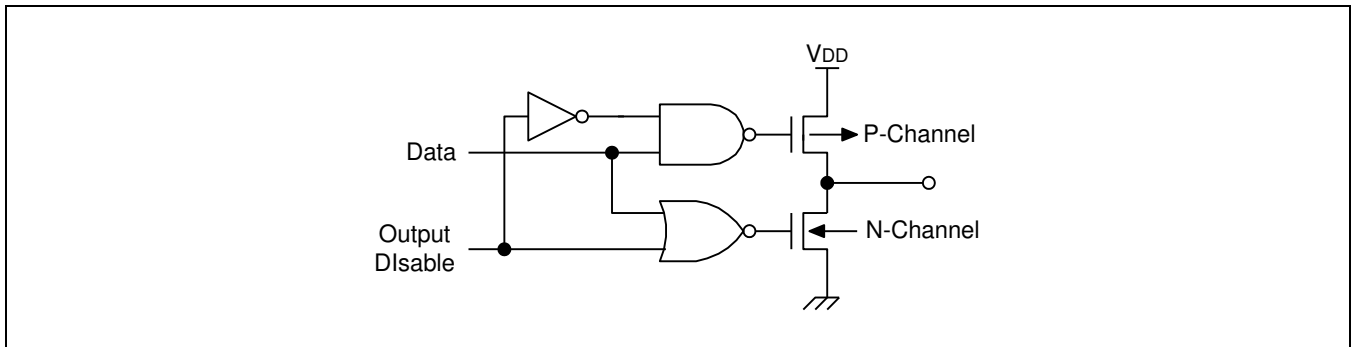 VDD
P-Channel
Data
N-Channel
Output
DIsable